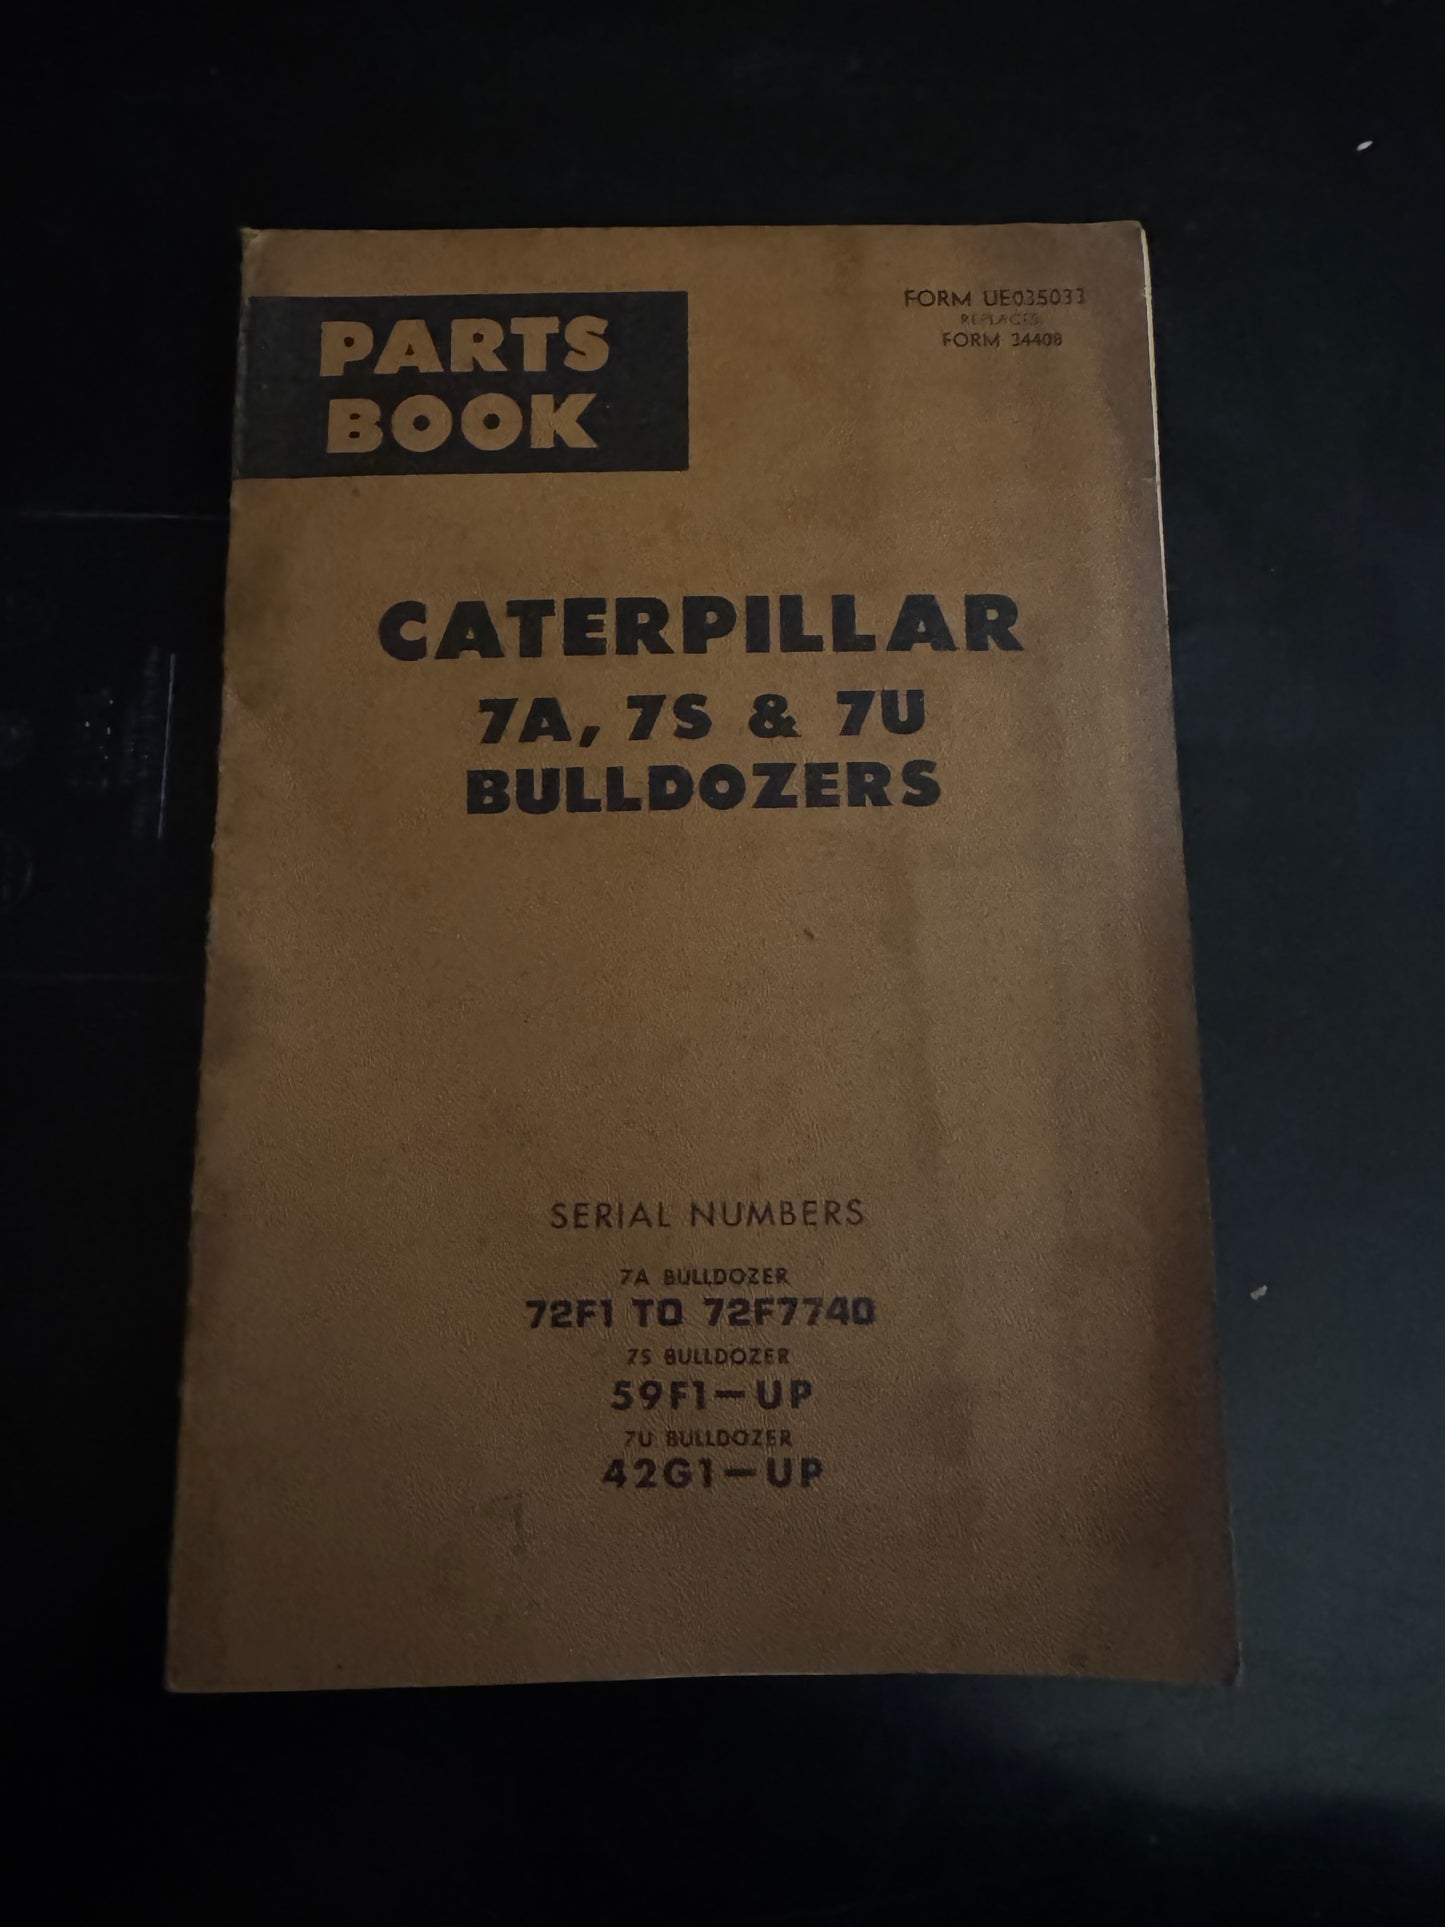 PARTS
BOOK
FORM UE035033
REPLACES
FORM 34408
CATERPILLAR
7A, 7S & 7U
BULLDOZERS
SERIAL NUMBERS
7A BULLDOZER
72F1 TO 72F7740
7S BULLDOZER
59F1—UP
7U BULLDOZER
42G1—UP